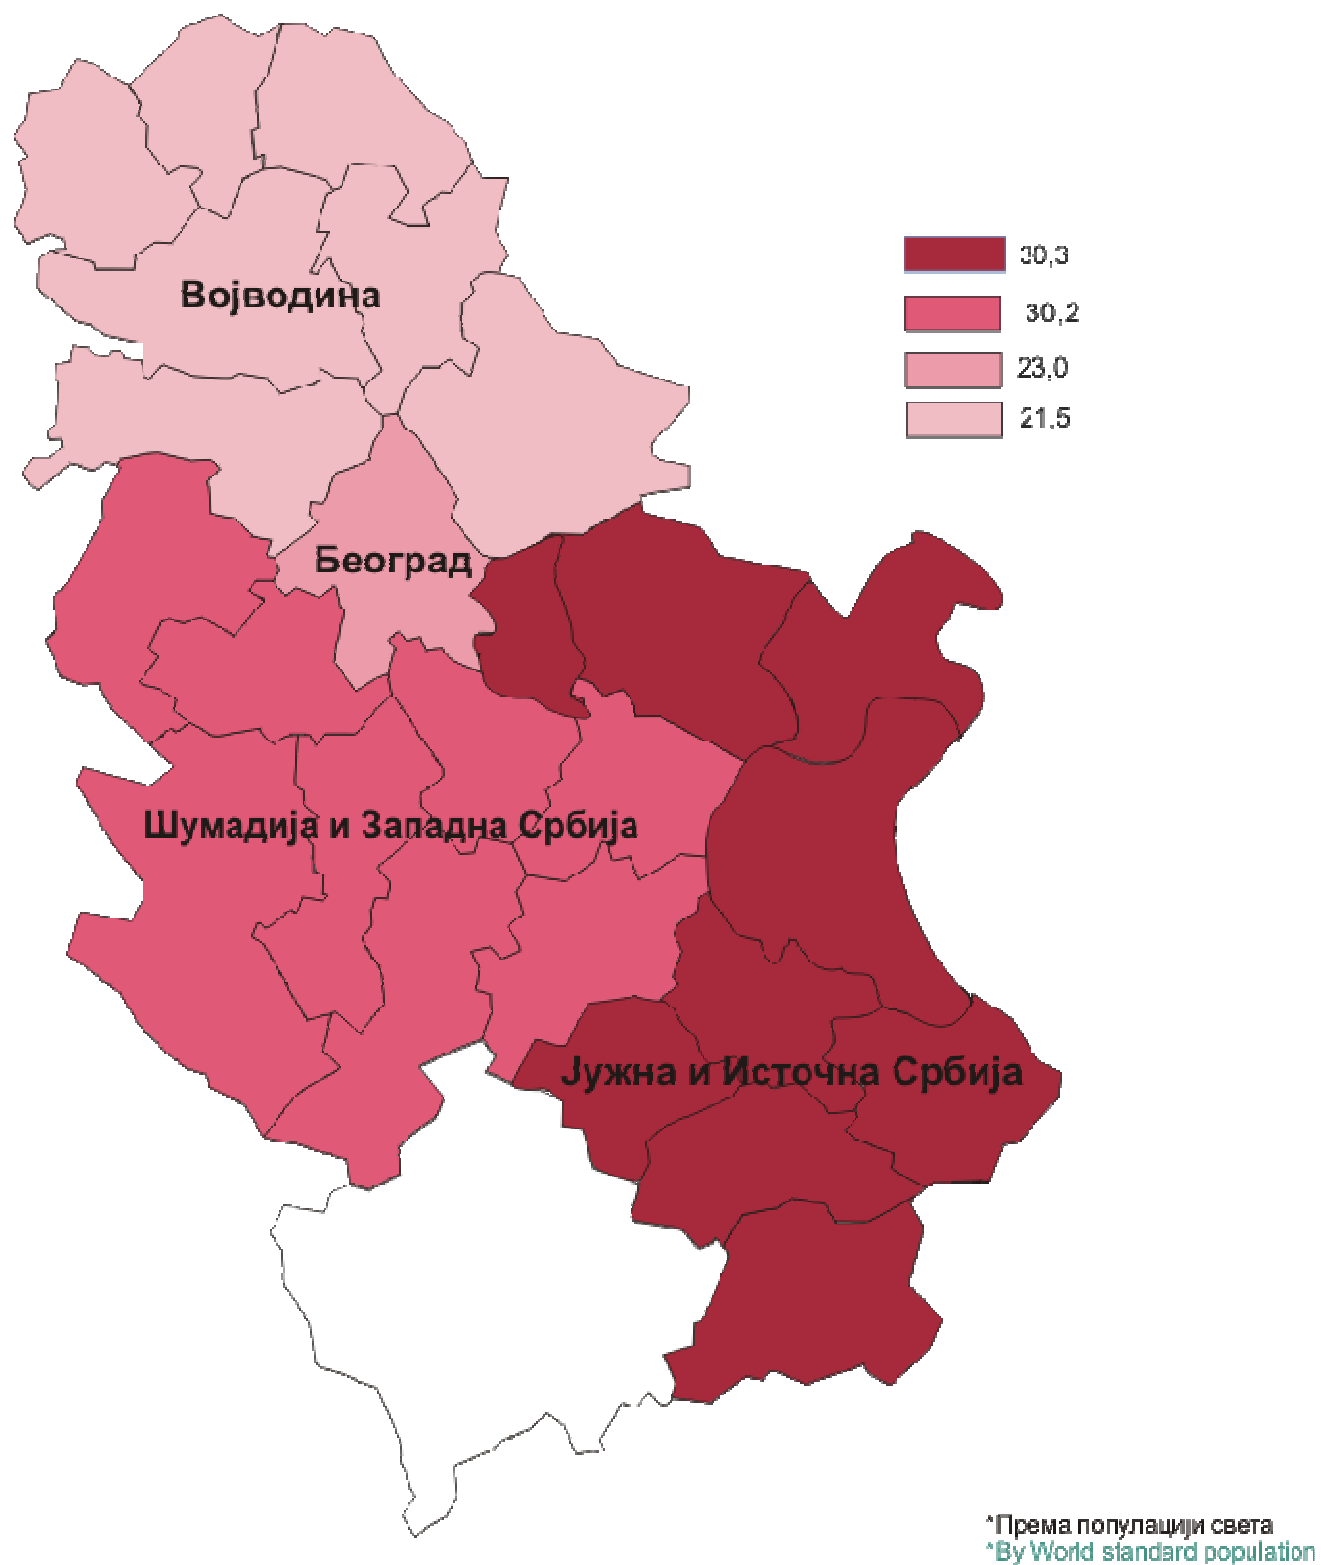 30,3
30,2
Војводина
23,0
21.5
Београд
Шумадија и Западна Србија
Јужна и Источна Србија
*Према популацији света
*By World standard population